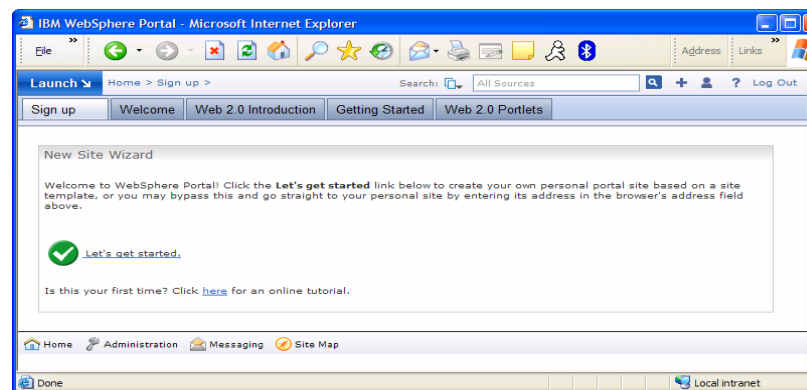 IBM WebSphere Portal - Microsoft Internet Explorer
File » Address Links »
Launch Home > Sign up > Search: All Sources + ? Log Out
Sign up Welcome Web 2.0 Introduction Getting Started Web 2.0 Portlets
New Site Wizard
Welcome to WebSphere Portal! Click the Let's get started link below to create your own personal portal site based on a site
template, or you may bypass this and go straight to your personal site by entering its address in the browser's address field
above.
Let's get started.
Is this your first time? Click here for an online tutorial.
Home Administration Messaging Site Map
Done Local intranet